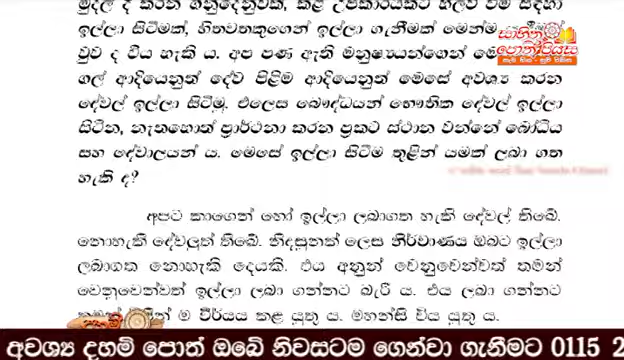 මුදල් ද කරන ගනුදෙනුවක්, කළ උපකාරයකට
ඉල්ලා සිටීමක්, හිතවතකුගෙන් ඉල්ලා ගැනීමක්
වුව ද විය හැකි ය. අප පණ ඇති මනුෂ්‍යයන්ගෙන්
ගල් ආදියෙනුත් දේව පිළිම ආදියෙනුත් මෙසේ අවශ්‍ය කරන
දේවල් ඉල්ලා සිටිමු. එලෙස බෞද්ධයන් භෞතික දේවල් ඉල්ලා
සිටින, නැතහොත් ප්‍රාර්ථනා කරන ප්‍රකට ස්ථාන වන්නේ බෝධිය
සහ දේවාලයන් ය. මෙසේ ඉල්ලා සිටීම තුළින් යමක් ලබා ගත
හැකි ද?
අපට කාගෙන් හෝ ඉල්ලා ලබාගත හැකි දේවල් තිබේ.
නොහැකි දේවලුත් තිබේ. නිදසුනක් ලෙස නිර්වාණය ඔබට ඉල්ලා
ලබාගත නොහැකි දෙයකි. එය අනුන් වෙනුවෙන්වත් තමන්
වෙනුවෙන්වත් ඉල්ලා ලබා ගන්නට බැරි ය. එය ලබා ගන්නට
ම වීර්යය කළ යුතු ය. මහන්සි විය යුතු ය.
අවශ්‍ය දහම් පොත් ඔබේ නිවසටම ගෙන්වා ගැනීමට 0115 2